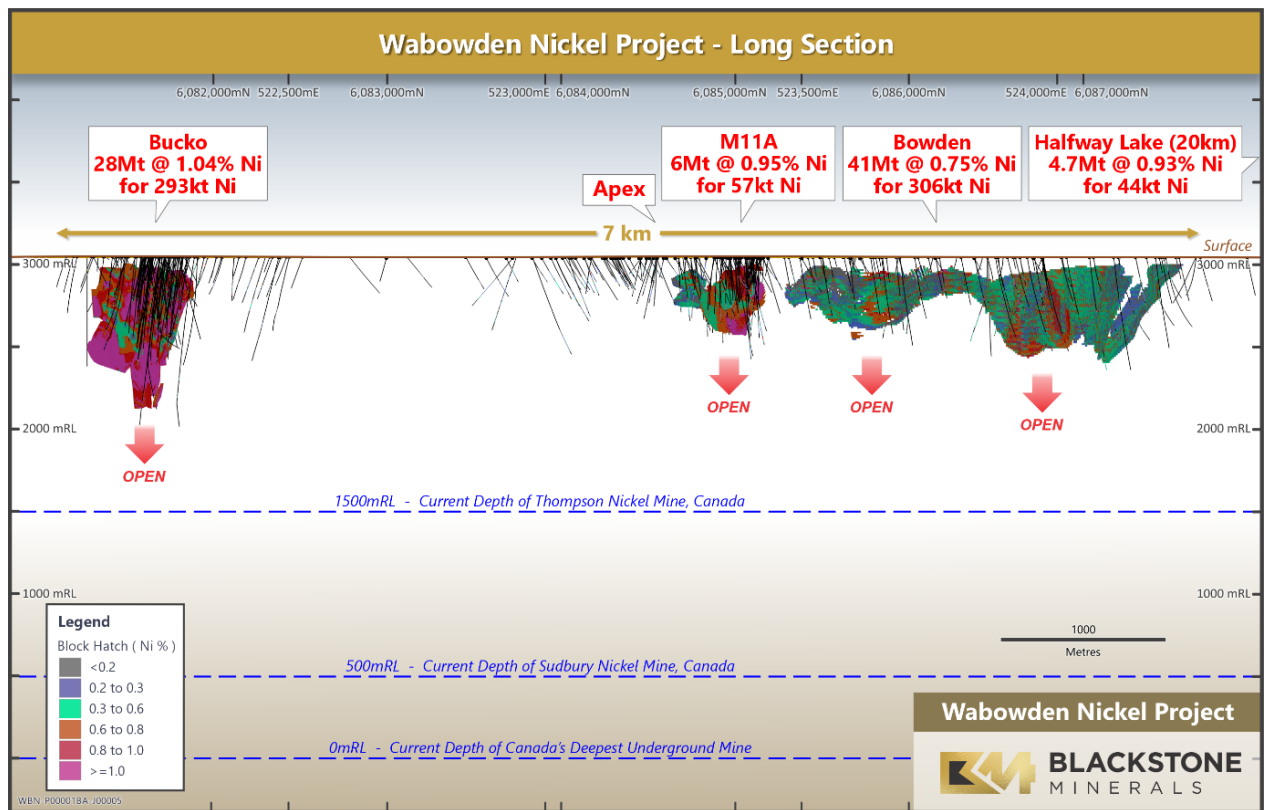 Wabowden Nickel Project - Long Section
6,082,000mN 522,500mE 6,083,000mN 523,000mE 6,084,000mN 6,085,000mN 523,500mE 6,086,000mN 524,000mE 6,087,000mN
Bucko
28Mt @ 1.04% Ni
for 293kt Ni
Apex
M11A
6Mt @ 0.95% Ni
for 57kt Ni
Bowden
41Mt @ 0.75% Ni
for 306kt Ni
Halfway Lake (20km)
4.7Mt @ 0.93% Ni
for 44kt Ni
7 km
Surface
3000 mRL
3000 mRL
OPEN
OPEN
OPEN
2000 mRL
2000 mRL
OPEN
1500mRL - Current Depth of Thompson Nickel Mine, Canada
1000 mRL
1000 mRL
Legend
Block Hatch ( Ni % )
<0.2
0.2 to 0.3
0.3 to 0.6
0.6 to 0.8
0.8 to 1.0
>=1.0
1000
Metres
500mRL - Current Depth of Sudbury Nickel Mine, Canada
0mRL - Current Depth of Canada's Deepest Underground Mine
Wabowden Nickel Project
BLACKSTONE
MINERALS
WBN_P00001BA_J00005